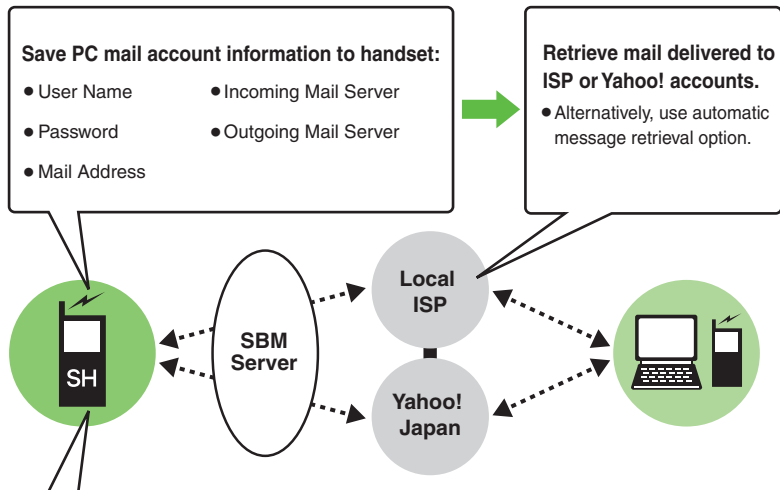 Save PC mail account information to handset:
● User Name
● Password
● Mail Address
● Incoming Mail Server
● Outgoing Mail Server
Retrieve mail delivered to
ISP or Yahoo! accounts.
● Alternatively, use automatic
message retrieval option.
SH
SBM
Server
Local
ISP
Yahoo!
Japan